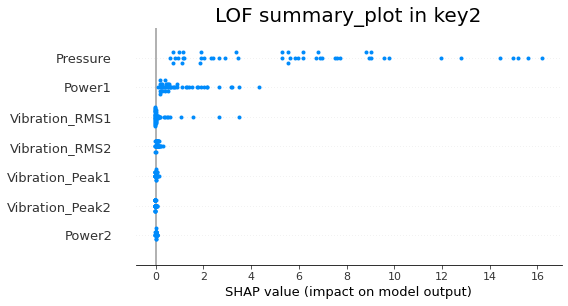 LOF summary_plot in key2
Pressure
Power1
Vibration_RMS1
Vibration_RMS2
Vibration_Peak1
Vibration_Peak2
Power2
0 2 4 6 8 10 12 14 16
SHAP value (impact on model output)